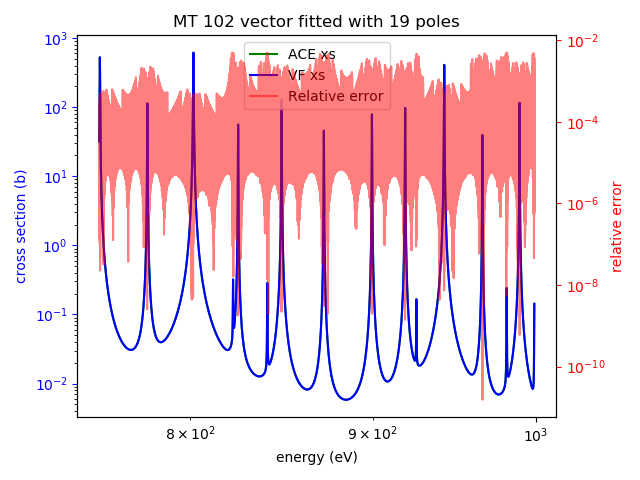 MT 102 vector fitted with 19 poles
ACE xs
VF xs
Relative error
10³
10²
10¹
10⁰
10⁻¹
10⁻²
cross section (b)
10⁻²
10⁻⁴
10⁻⁶
10⁻⁸
10⁻¹⁰
relative error
8 × 10²
9 × 10²
10³
energy (eV)